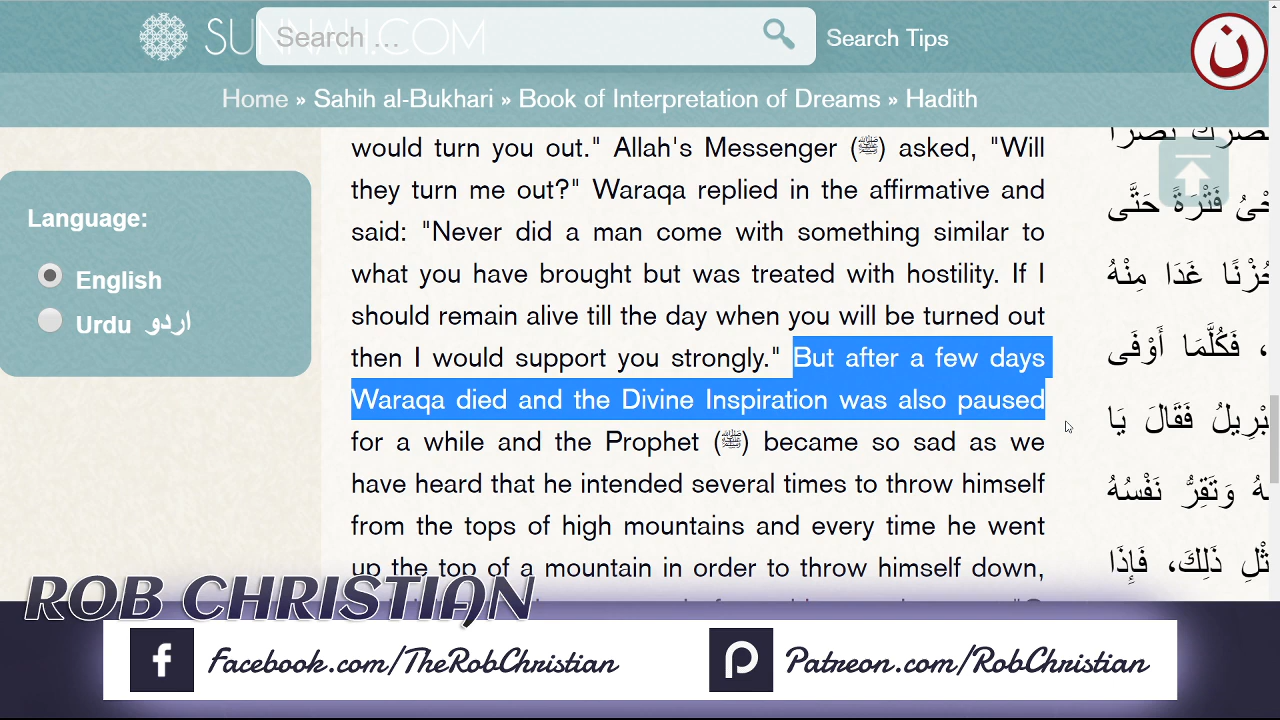 SUNNAH.COM
Search ...
Search Tips
ن
Home » Sahih al-Bukhari » Book of Interpretation of Dreams » Hadith
Language:
English
Urdu اردو
would turn you out." Allah's Messenger (ﷺ) asked, "Will
they turn me out?" Waraqa replied in the affirmative and
said: "Never did a man come with something similar to
what you have brought but was treated with hostility. If I
should remain alive till the day when you will be turned out
then I would support you strongly." But after a few days
Waraqa died and the Divine Inspiration was also paused
for a while and the Prophet (ﷺ) became so sad as we
have heard that he intended several times to throw himself
from the tops of high mountains and every time he went
up the top of a mountain in order to throw himself down,
فَتْرَةً حَتَّى
حُزْنًا غَدَا مِنْهُ
، فَكُلَّمَا أَوْفَى
فَقَالَ يَا
وَتَقِرُّ نَفْسُهُ
ذَلِكَ، فَإِذَا
ROB CHRISTIAN
Facebook.com/TheRobChristian
Patreon.com/RobChristian